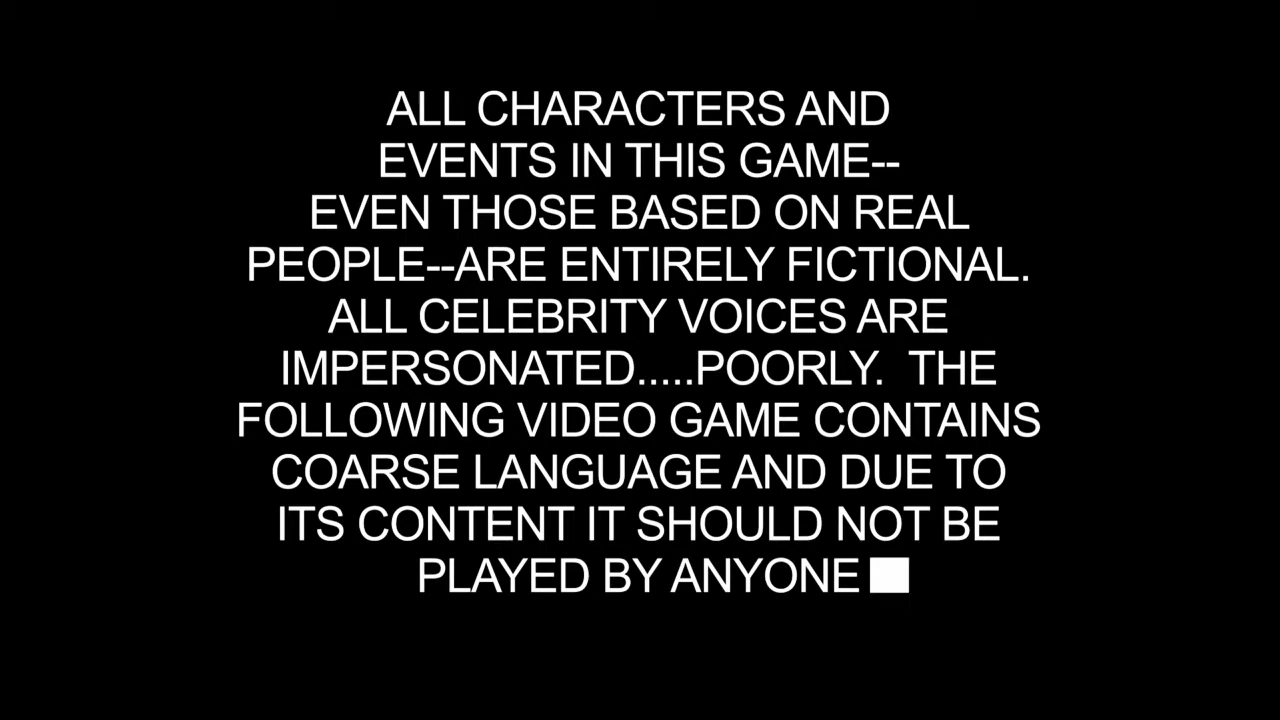 ALL CHARACTERS AND
EVENTS IN THIS GAME--
EVEN THOSE BASED ON REAL
PEOPLE--ARE ENTIRELY FICTIONAL.
ALL CELEBRITY VOICES ARE
IMPERSONATED.....POORLY. THE
FOLLOWING VIDEO GAME CONTAINS
COARSE LANGUAGE AND DUE TO
ITS CONTENT IT SHOULD NOT BE
PLAYED BY ANYONE ■